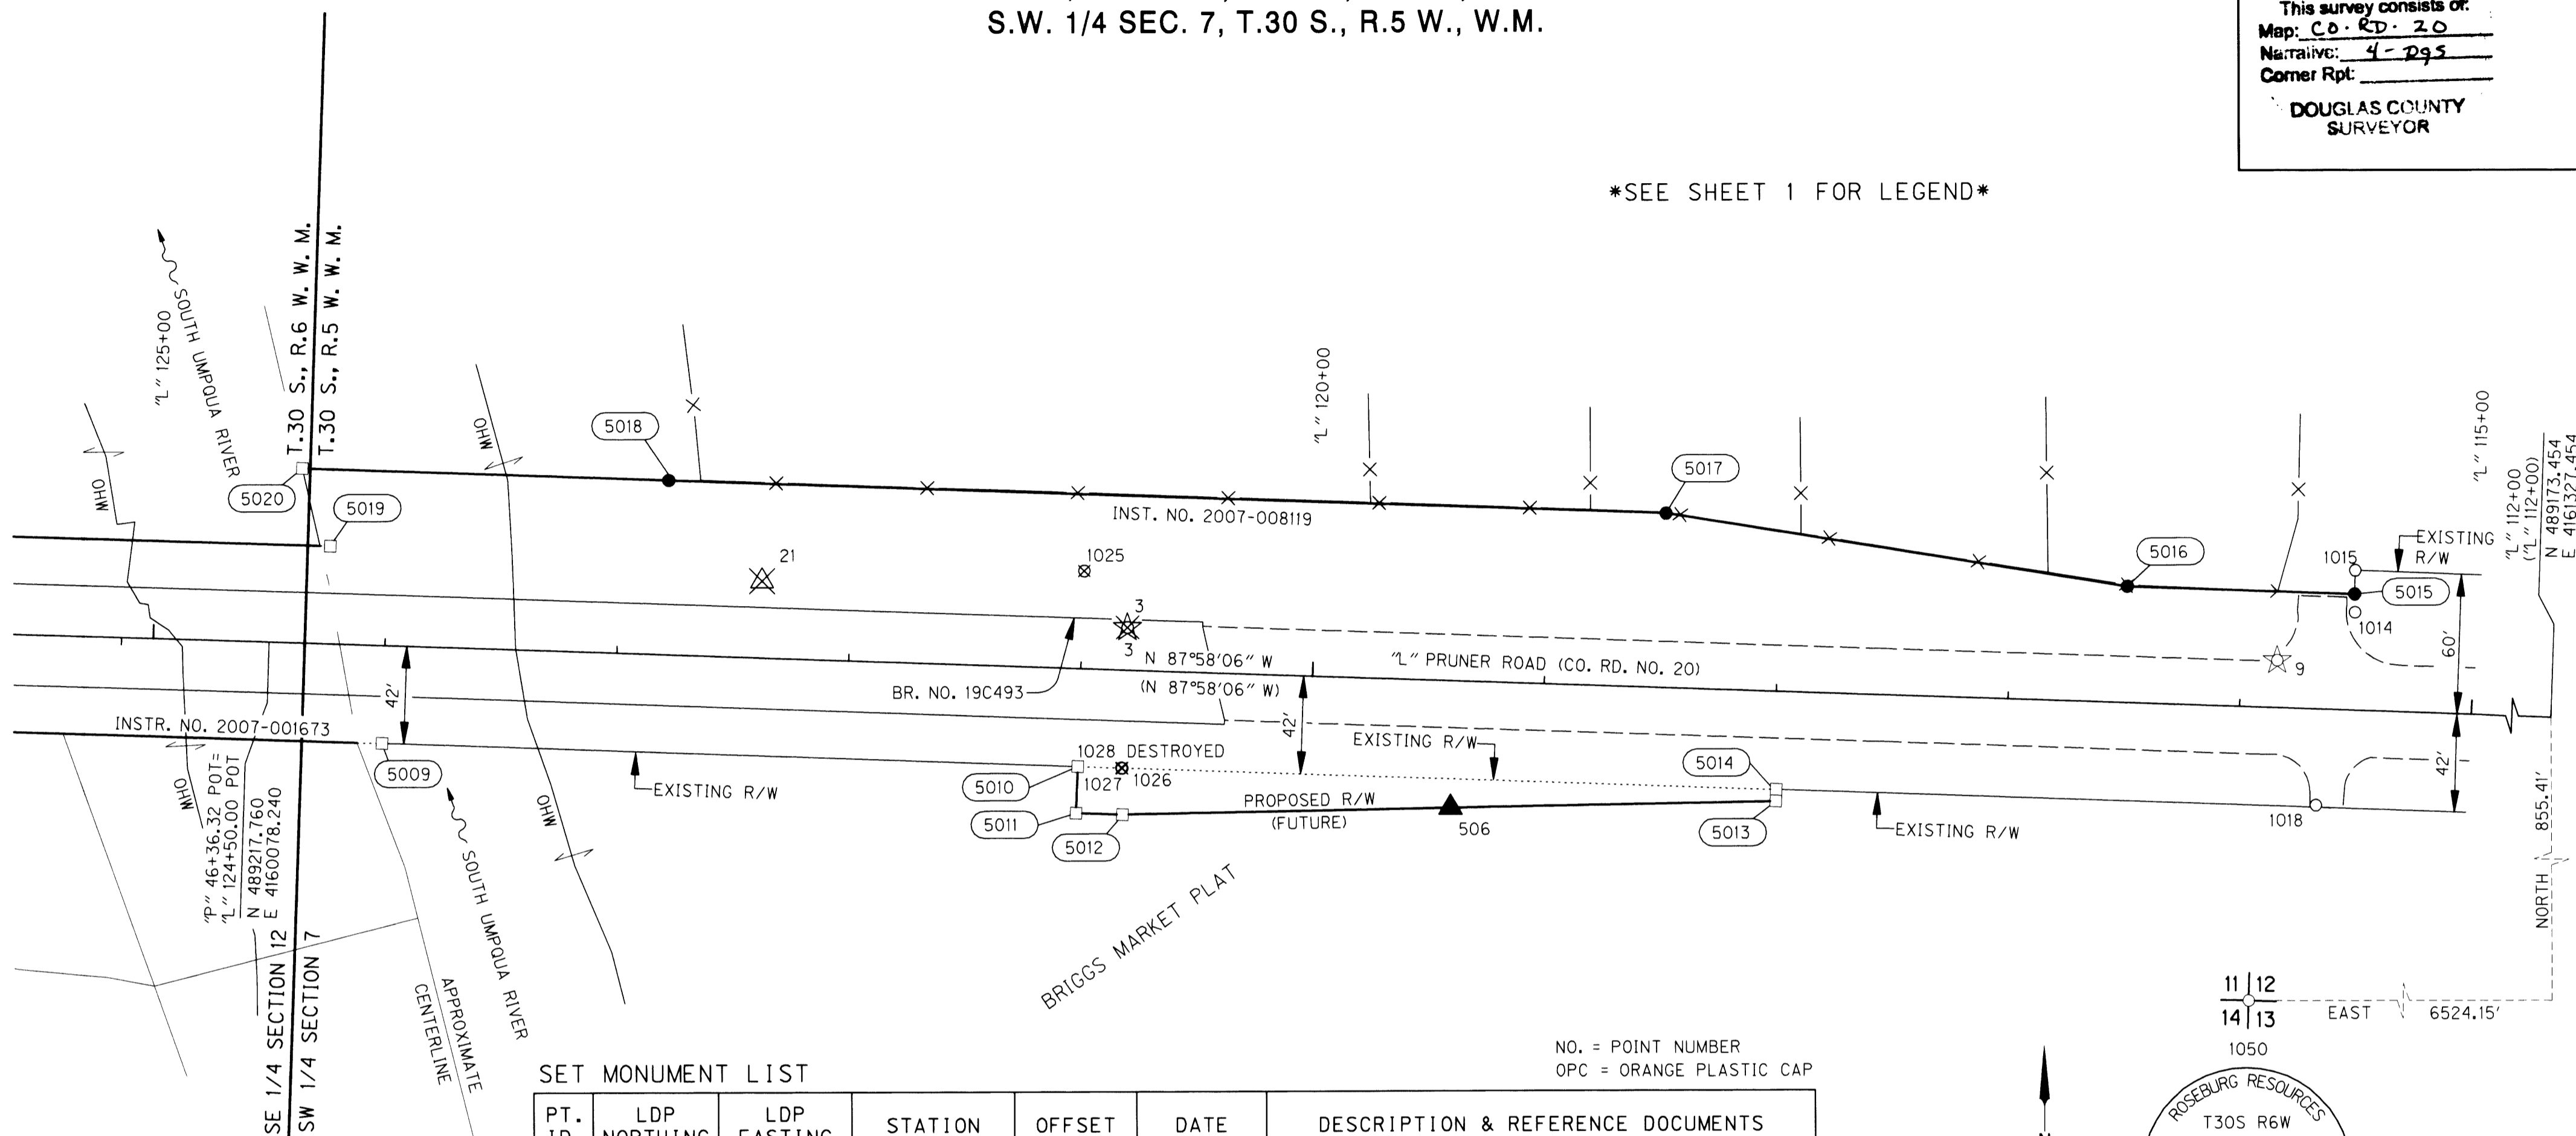 S.W. 1/4 SEC. 7, T.30 S., R.5 W., W.M.
This survey consists of:
Map: CO. RD. 20
Narrative: 4 - pgs
Corner Rpt:
DOUGLAS COUNTY
SURVEYOR
*SEE SHEET 1 FOR LEGEND*
T.30 S., R.6 W. W. M.
T.30 S., R.5 W. W. M.
"L" 125+00
SOUTH UMPQUA RIVER
OHW
OHW
5018
5020
5019
"L" 120+00
5017
INST. NO. 2007-008119
21
1025
3
3
5016
1015
EXISTING
R/W
5015
1014
"L" 115+00
"L" 112+00
("L" 112+00)
N 489173.454
E 4161327.454
60'
9
N 87°58'06" W
(N 87°58'06" W)
"L" PRUNER ROAD (CO. RD. NO. 20)
BR. NO. 19C493
42'
42'
42'
INSTR. NO. 2007-001673
5009
EXISTING R/W
1028 DESTROYED
1027
1026
5010
5011
5012
EXISTING R/W
PROPOSED R/W
(FUTURE)
506
5014
5013
EXISTING R/W
1018
OHW
OHW
"P" 46+36.32 POT=
"L" 124+50.00 POT
N 489217.760
E 4160078.240
SOUTH UMPQUA RIVER
APPROXIMATE
CENTERLINE
SE 1/4 SECTION 12
SW 1/4 SECTION 7
BRIGGS MARKET PLAT
NORTH
855.41'
11 12
14 13
EAST
6524.15'
1050
ROSEBURG RESOURCES
T30S R6W
N
NO. = POINT NUMBER
OPC = ORANGE PLASTIC CAP
SET MONUMENT LIST
PT.
ID
LDP
NORTHING
LDP
EASTING
STATION
OFFSET
DATE
DESCRIPTION & REFERENCE DOCUMENTS